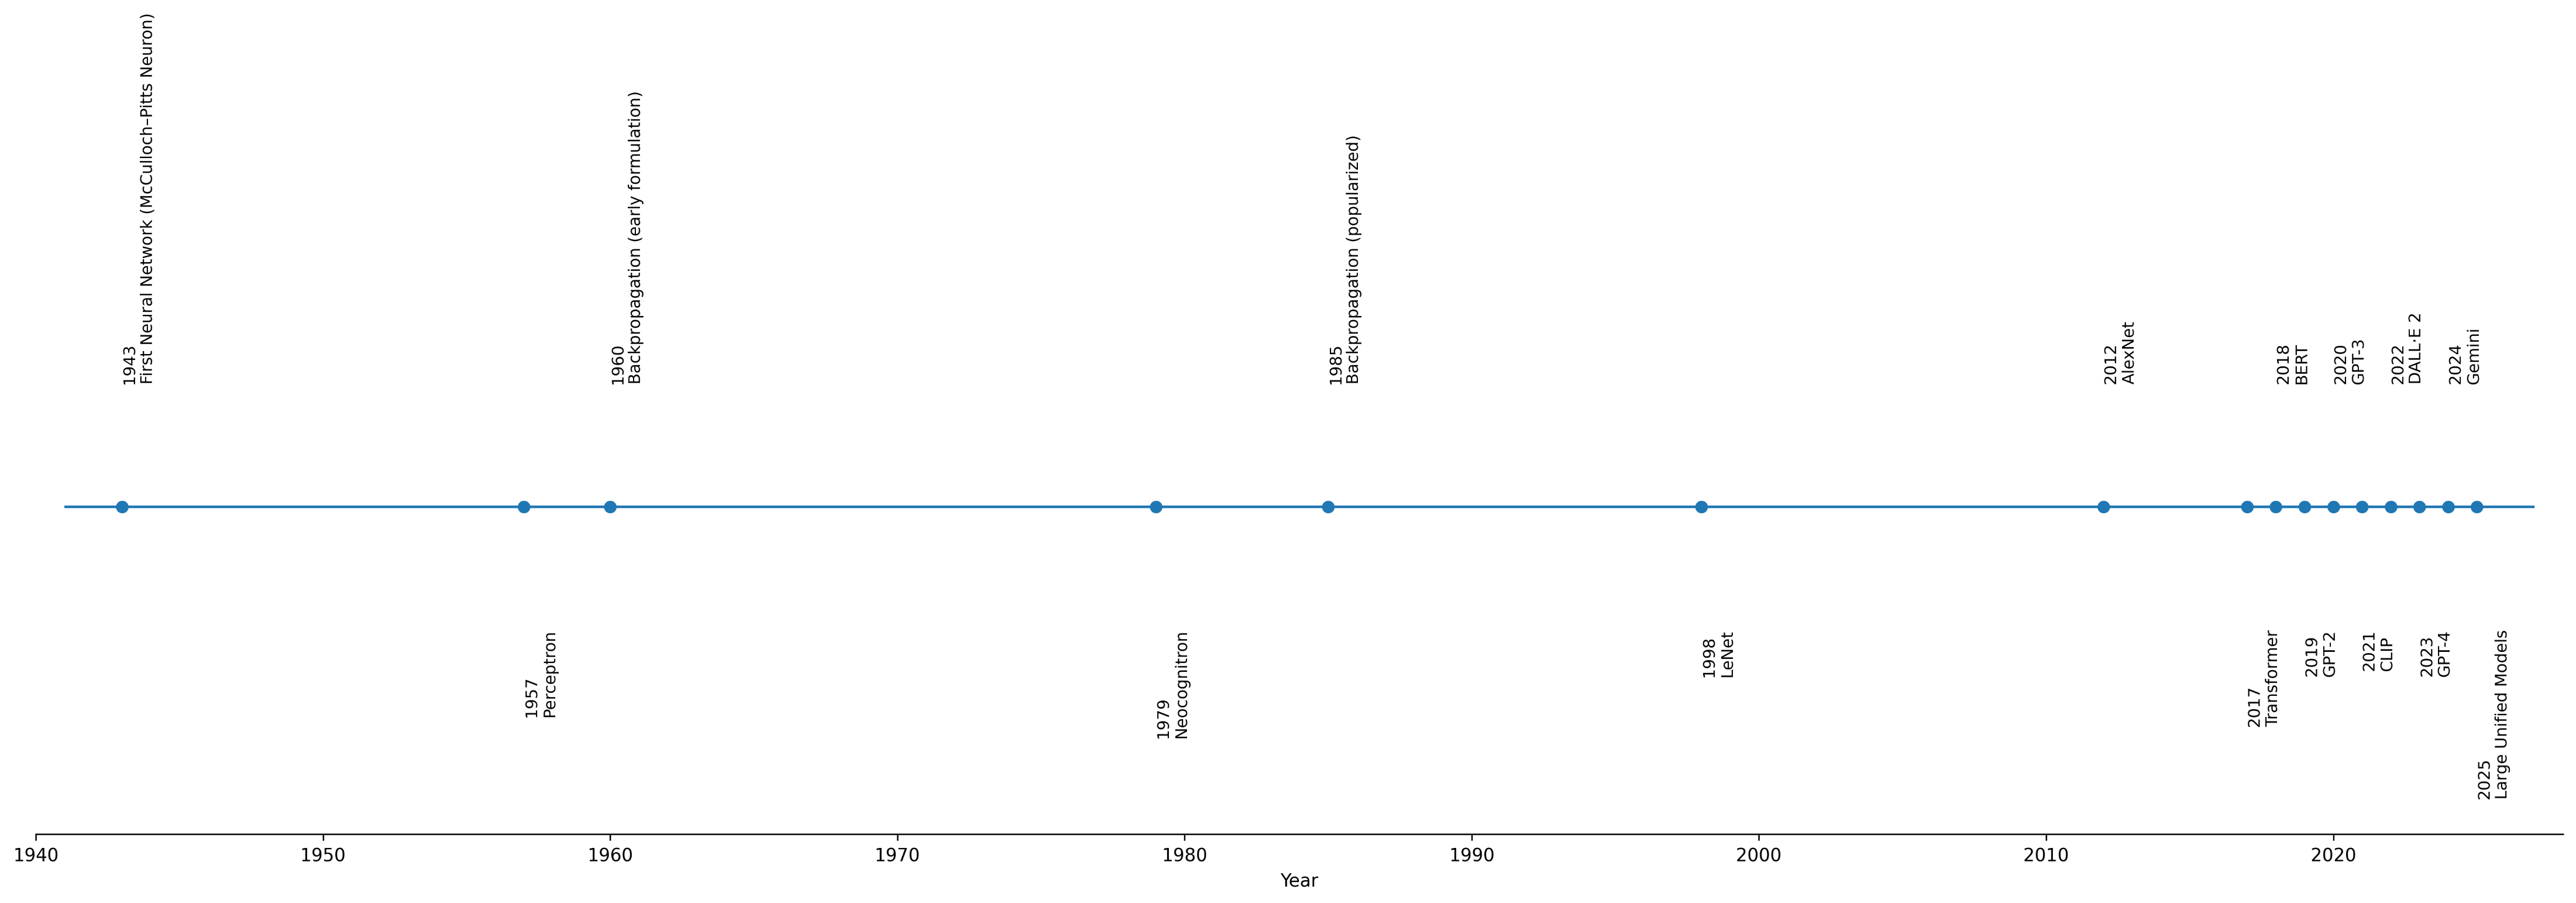 1943
First Neural Network (McCulloch–Pitts Neuron)
1960
Backpropagation (early formulation)
1985
Backpropagation (popularized)
2012
AlexNet
2018
BERT
2020
GPT-3
2022
DALL·E 2
2024
Gemini
1957
Perceptron
1979
Neocognitron
1998
LeNet
2017
Transformer
2019
GPT-2
2021
CLIP
2023
GPT-4
2025
Large Unified Models
1940 1950 1960 1970 1980 1990 2000 2010 2020
Year